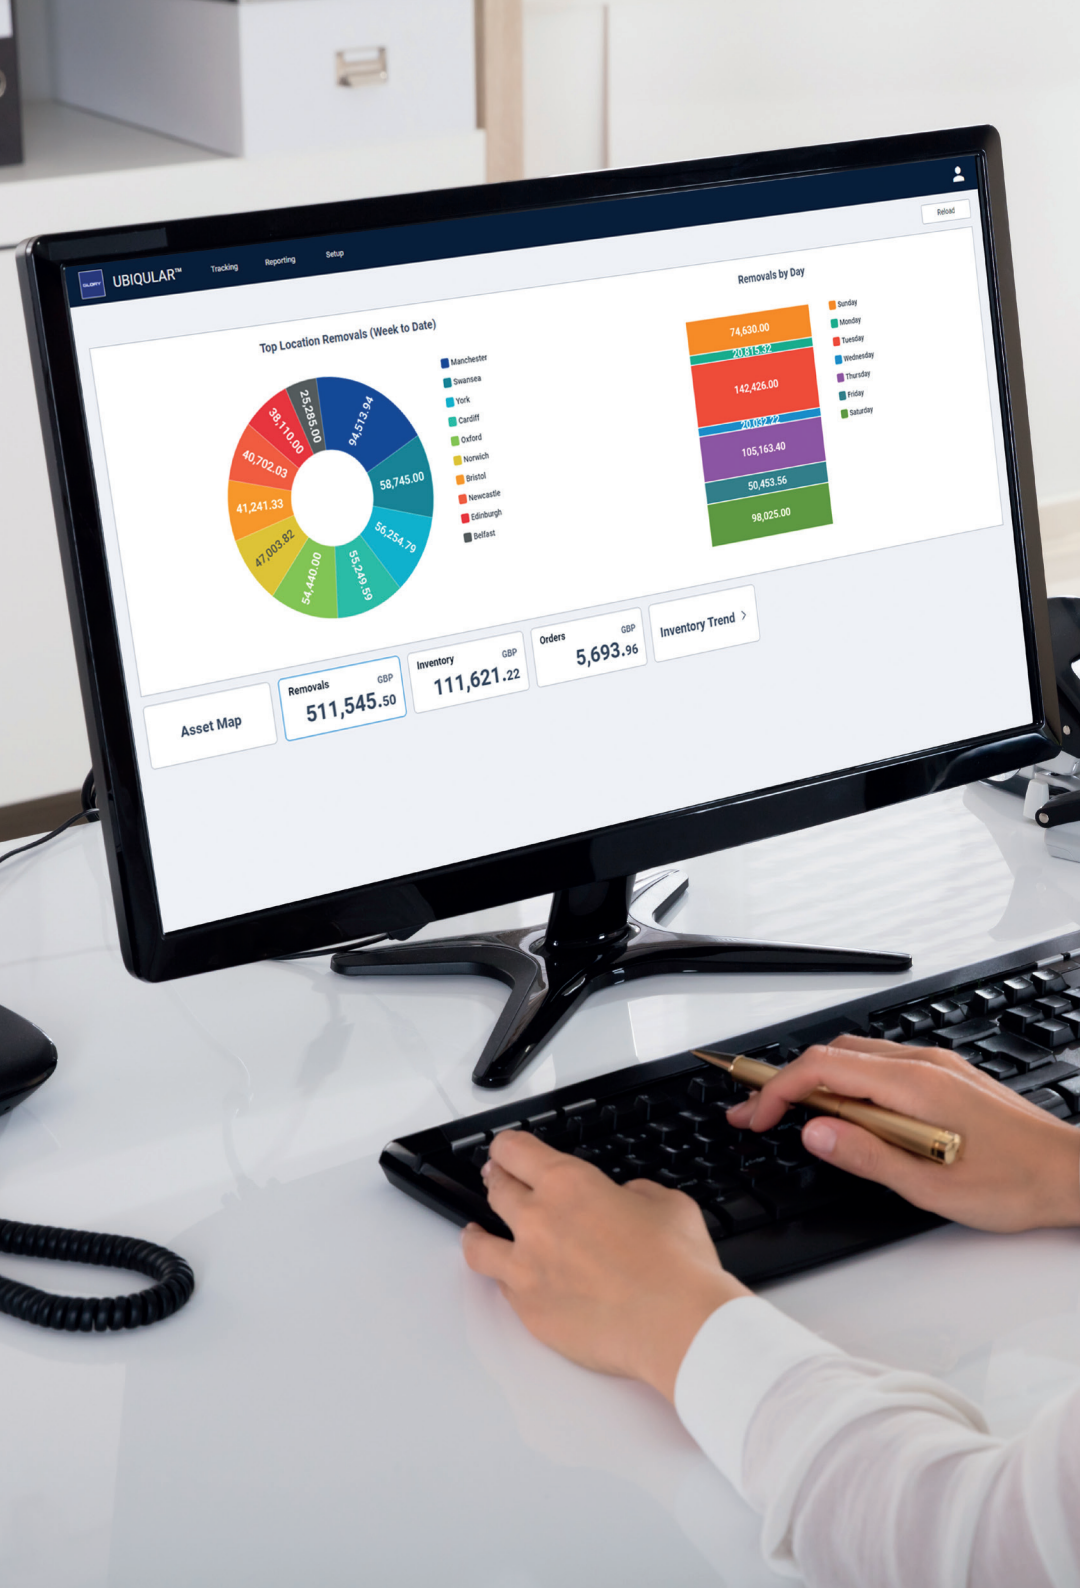 GLORY
UBIQULAR™
Tracking
Reporting
Setup
Reload
Top Location Removals (Week to Date)
94,513.94
58,745.00
56,254.79
55,249.59
54,440.00
47,003.82
41,241.33
40,702.03
38,110.00
25,285.00
Manchester
Swansea
York
Cardiff
Oxford
Norwich
Bristol
Newcastle
Edinburgh
Belfast
Removals by Day
74,630.00
20,815.32
142,426.00
20,032.22
105,163.40
50,453.56
98,025.00
Sunday
Monday
Tuesday
Wednesday
Thursday
Friday
Saturday
Asset Map
Removals GBP
511,545.50
Inventory GBP
111,621.22
Orders GBP
5,693.96
Inventory Trend >